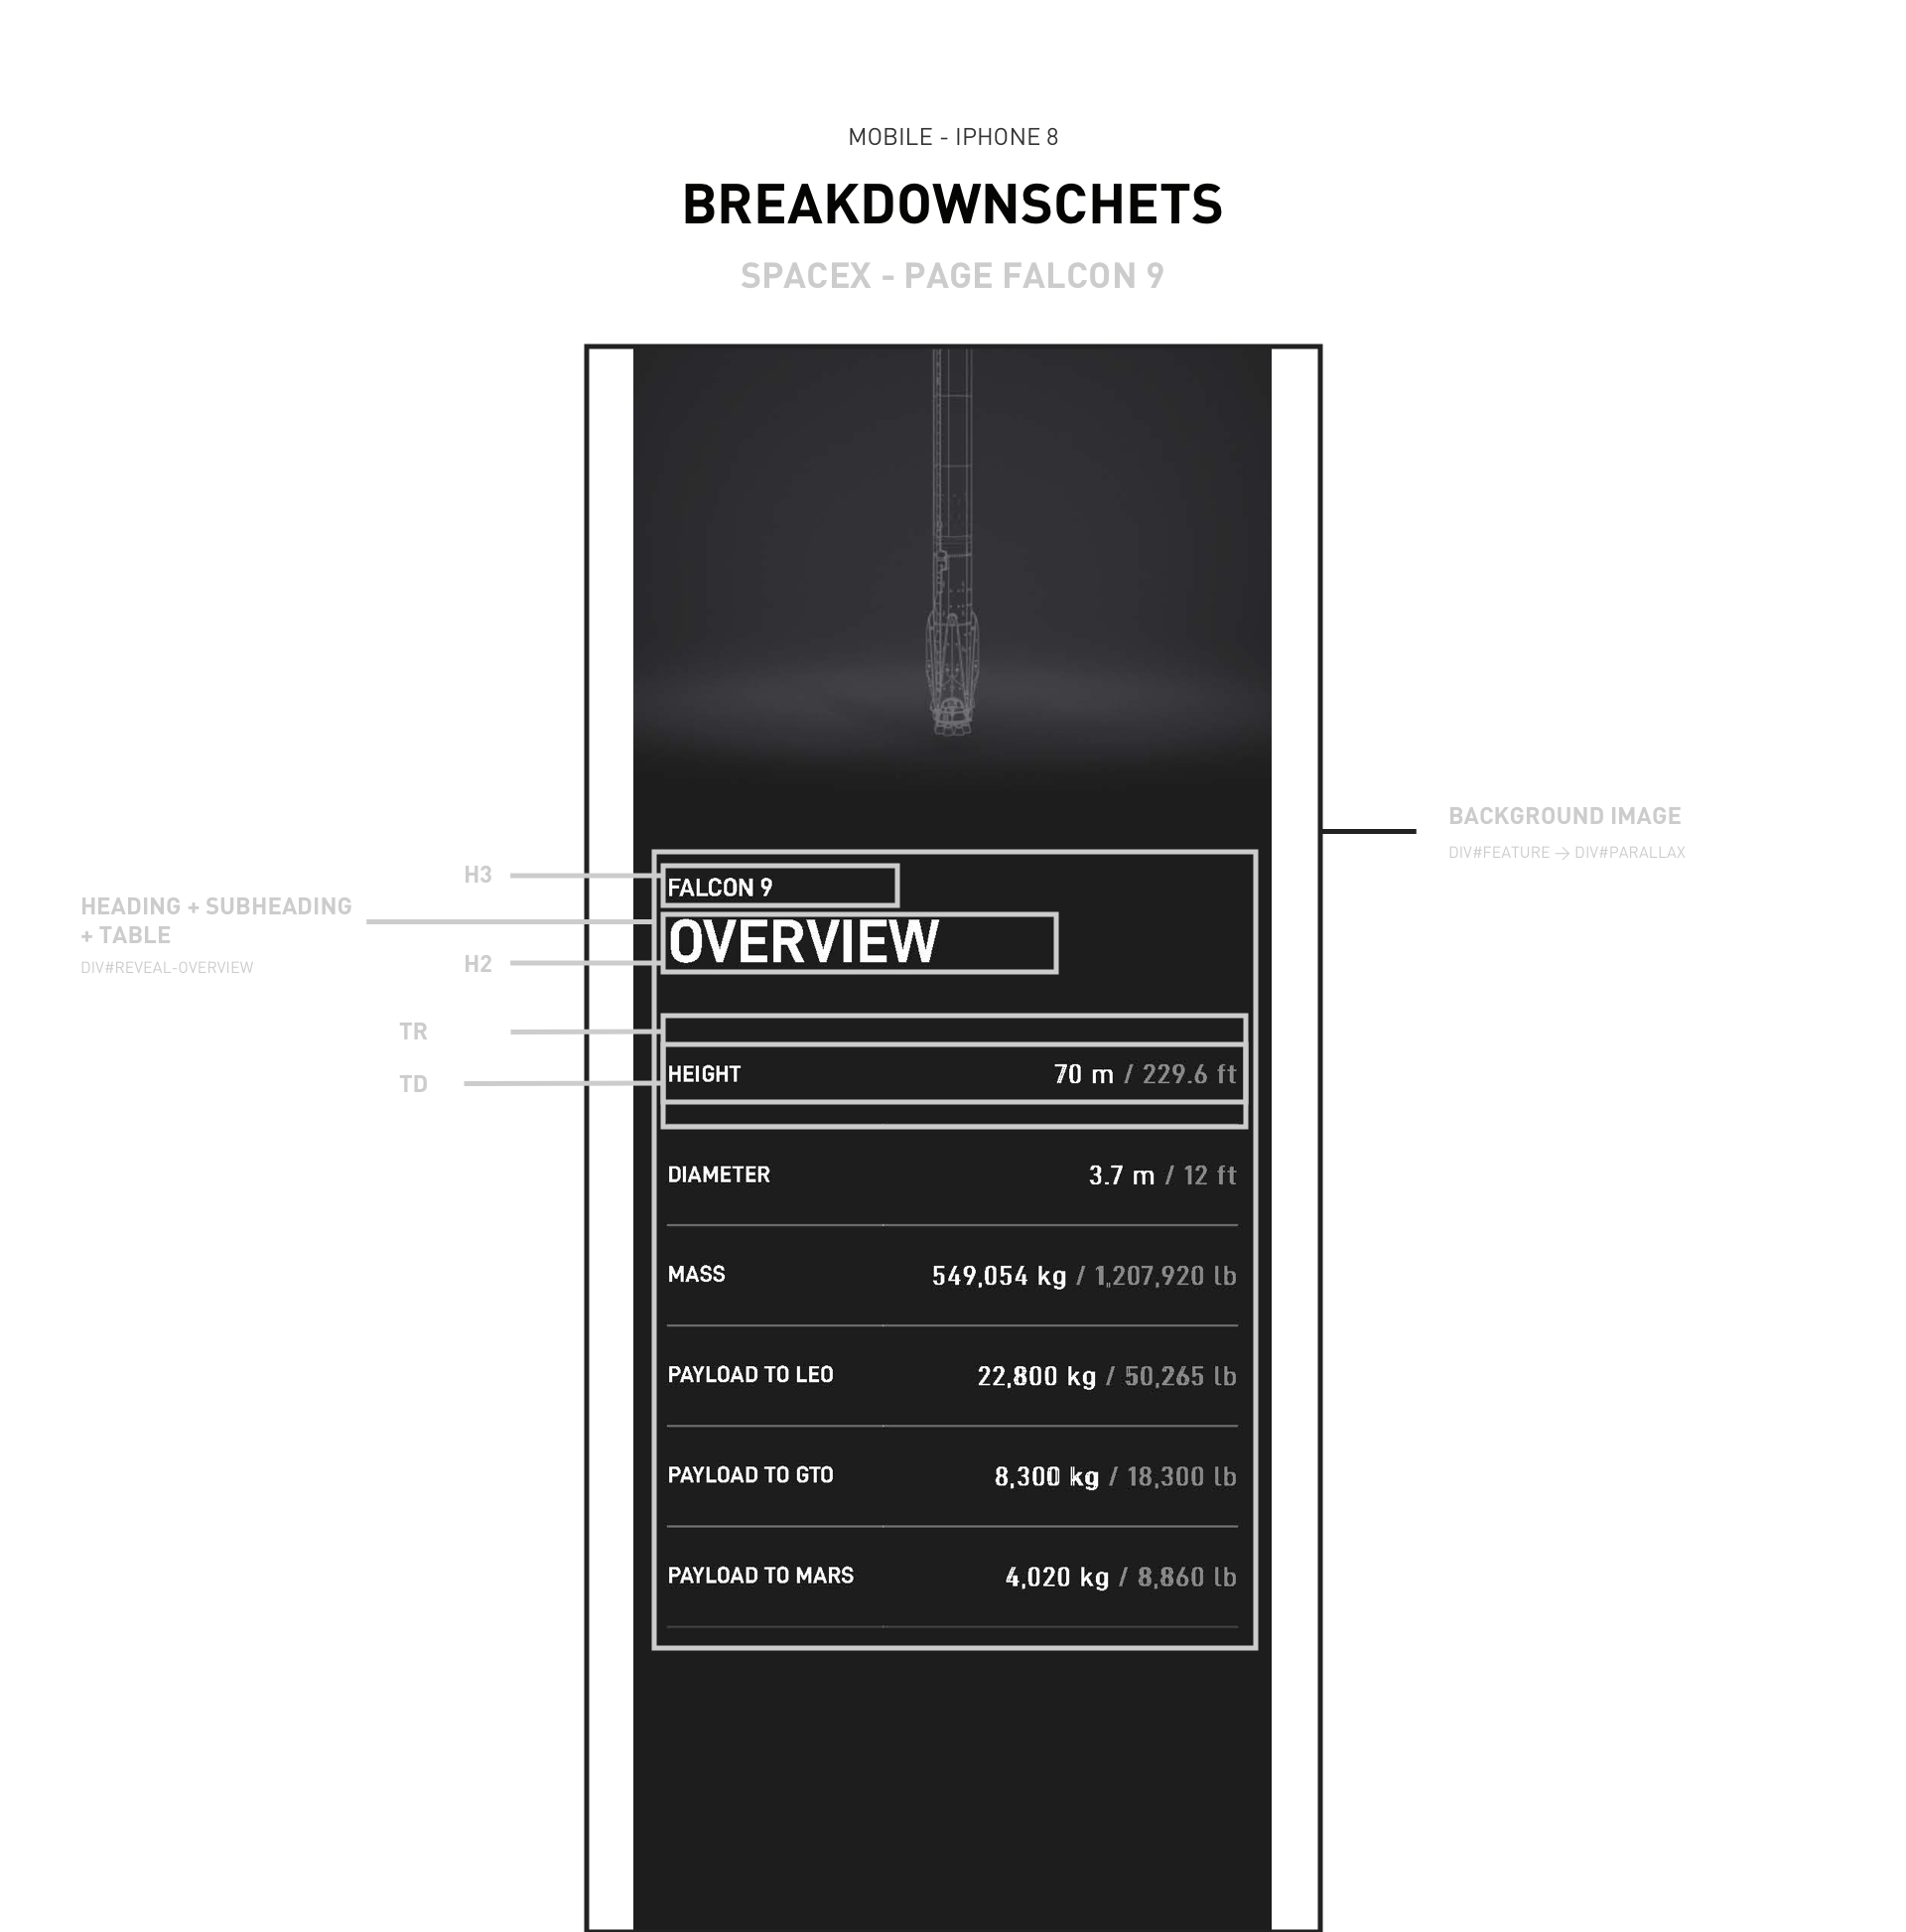 MOBILE - IPHONE 8
BREAKDOWNSCHETS
SPACEX - PAGE FALCON 9
BACKGROUND IMAGE
DIV#FEATURE → DIV#PARALLAX
H3
HEADING + SUBHEADING
+ TABLE
DIV#REVEAL-OVERVIEW
H2
TR
TD
FALCON 9
OVERVIEW
HEIGHT 70 m / 229.6 ft
DIAMETER 3.7 m / 12 ft
MASS 549,054 kg / 1,207,920 lb
PAYLOAD TO LEO 22,800 kg / 50,265 lb
PAYLOAD TO GTO 8,300 kg / 18,300 lb
PAYLOAD TO MARS 4,020 kg / 8,860 lb